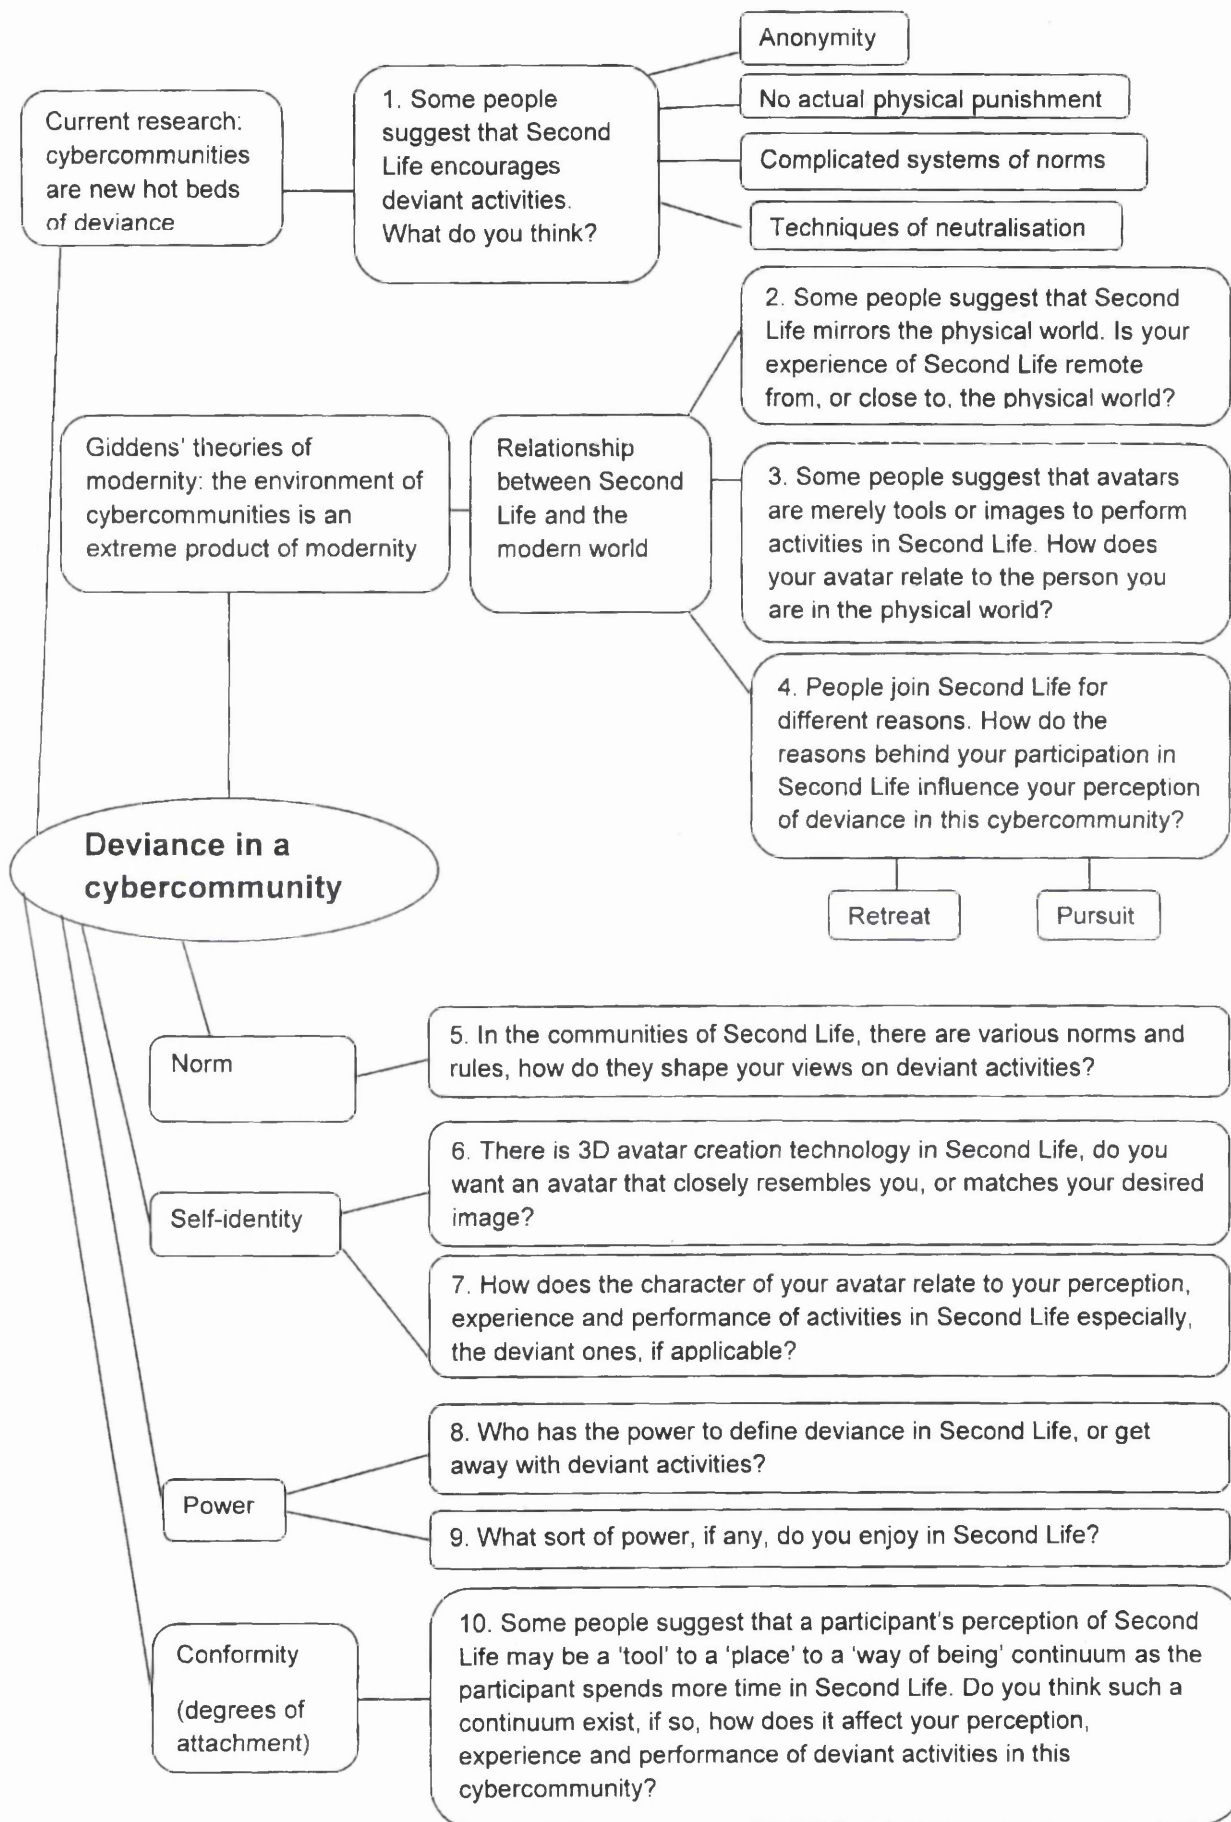 Current research:
cybercommunities
are new hot beds
of deviance
1. Some people
suggest that Second
Life encourages
deviant activities.
What do you think?
Anonymity
No actual physical punishment
Complicated systems of norms
Techniques of neutralisation
Giddens' theories of
modernity: the environment of
cybercommunities is an
extreme product of modernity
Relationship
between Second
Life and the
modern world
2. Some people suggest that Second
Life mirrors the physical world. Is your
experience of Second Life remote
from, or close to, the physical world?
3. Some people suggest that avatars
are merely tools or images to perform
activities in Second Life. How does
your avatar relate to the person you
are in the physical world?
4. People join Second Life for
different reasons. How do the
reasons behind your participation in
Second Life influence your perception
of deviance in this cybercommunity?
Retreat
Pursuit
Deviance in a
cybercommunity
Norm
5. In the communities of Second Life, there are various norms and
rules, how do they shape your views on deviant activities?
Self-identity
6. There is 3D avatar creation technology in Second Life, do you
want an avatar that closely resembles you, or matches your desired
image?
7. How does the character of your avatar relate to your perception,
experience and performance of activities in Second Life especially,
the deviant ones, if applicable?
Power
8. Who has the power to define deviance in Second Life, or get
away with deviant activities?
9. What sort of power, if any, do you enjoy in Second Life?
Conformity
(degrees of
attachment)
10. Some people suggest that a participant's perception of Second
Life may be a 'tool' to a 'place' to a 'way of being' continuum as the
participant spends more time in Second Life. Do you think such a
continuum exist, if so, how does it affect your perception,
experience and performance of deviant activities in this
cybercommunity?